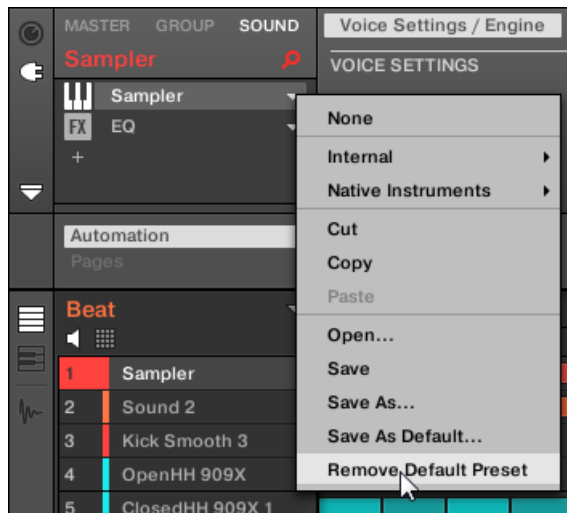 MASTER GROUP SOUND
Voice Settings / Engine
Sampler
VOICE SETTINGS
Sampler
FX EQ
+
None
Internal
Native Instruments
Cut
Copy
Paste
Open...
Save
Save As...
Save As Default...
Remove Default Preset
Automation
Pages
Beat
1 Sampler
2 Sound 2
3 Kick Smooth 3
4 OpenHH 909X
5 ClosedHH 909X 1